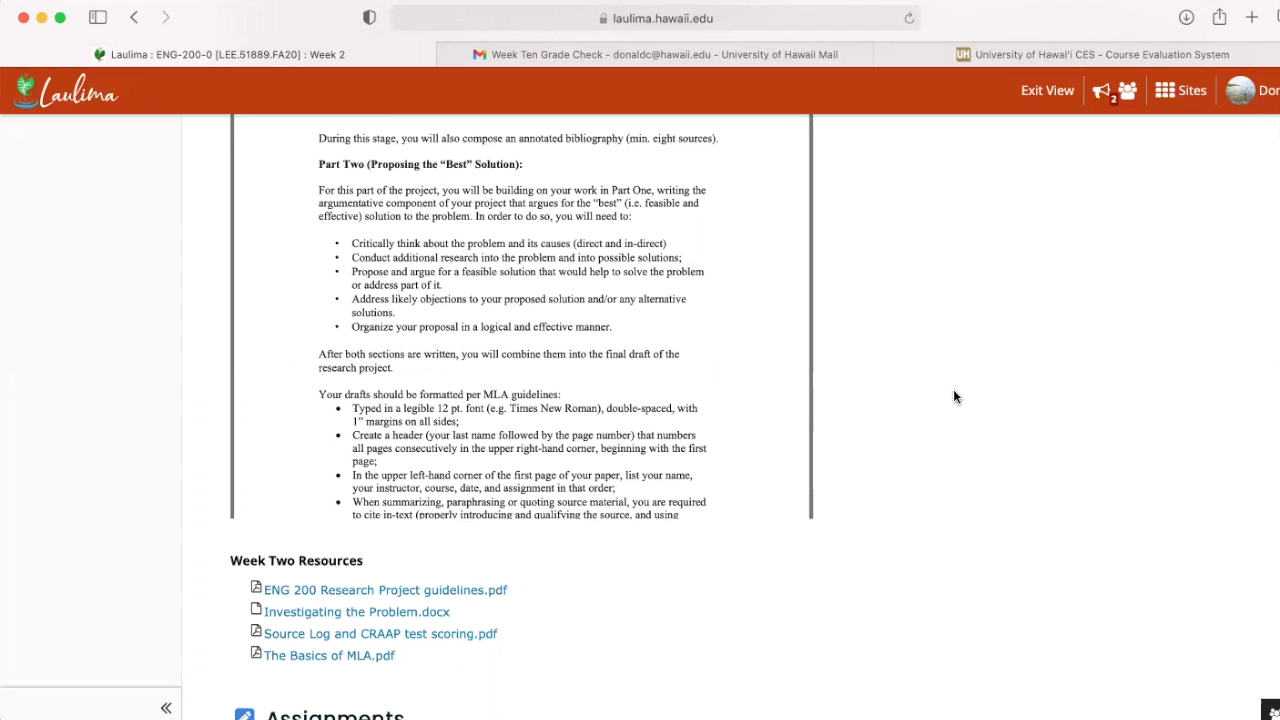 laulima.hawaii.edu
Laulima : ENG-200-0 [LEE.51889.FA20] : Week 2
Week Ten Grade Check - donaldc@hawaii.edu - University of Hawaii Mail
UH
University of Hawai'i CES - Course Evaluation System
Laulima
Exit View
2
Sites
Don
During this stage, you will also compose an annotated bibliography (min. eight sources).
Part Two (Proposing the “Best” Solution):
For this part of the project, you will be building on your work in Part One, writing the
argumentative component of your project that argues for the “best” (i.e. feasible and
effective) solution to the problem. In order to do so, you will need to:
• Critically think about the problem and its causes (direct and in-direct)
• Conduct additional research into the problem and into possible solutions;
• Propose and argue for a feasible solution that would help to solve the problem
or address part of it.
• Address likely objections to your proposed solution and/or any alternative
solutions.
• Organize your proposal in a logical and effective manner.
After both sections are written, you will combine them into the final draft of the
research project.
Your drafts should be formatted per MLA guidelines:
• Typed in a legible 12 pt. font (e.g. Times New Roman), double-spaced, with
1” margins on all sides;
• Create a header (your last name followed by the page number) that numbers
all pages consecutively in the upper right-hand corner, beginning with the first
page;
• In the upper left-hand corner of the first page of your paper, list your name,
your instructor, course, date, and assignment in that order;
• When summarizing, paraphrasing or quoting source material, you are required
to cite in-text (properly introducing and qualifying the source, and using
Week Two Resources
ENG 200 Research Project guidelines.pdf
Investigating the Problem.docx
Source Log and CRAAP test scoring.pdf
The Basics of MLA.pdf
Assignments